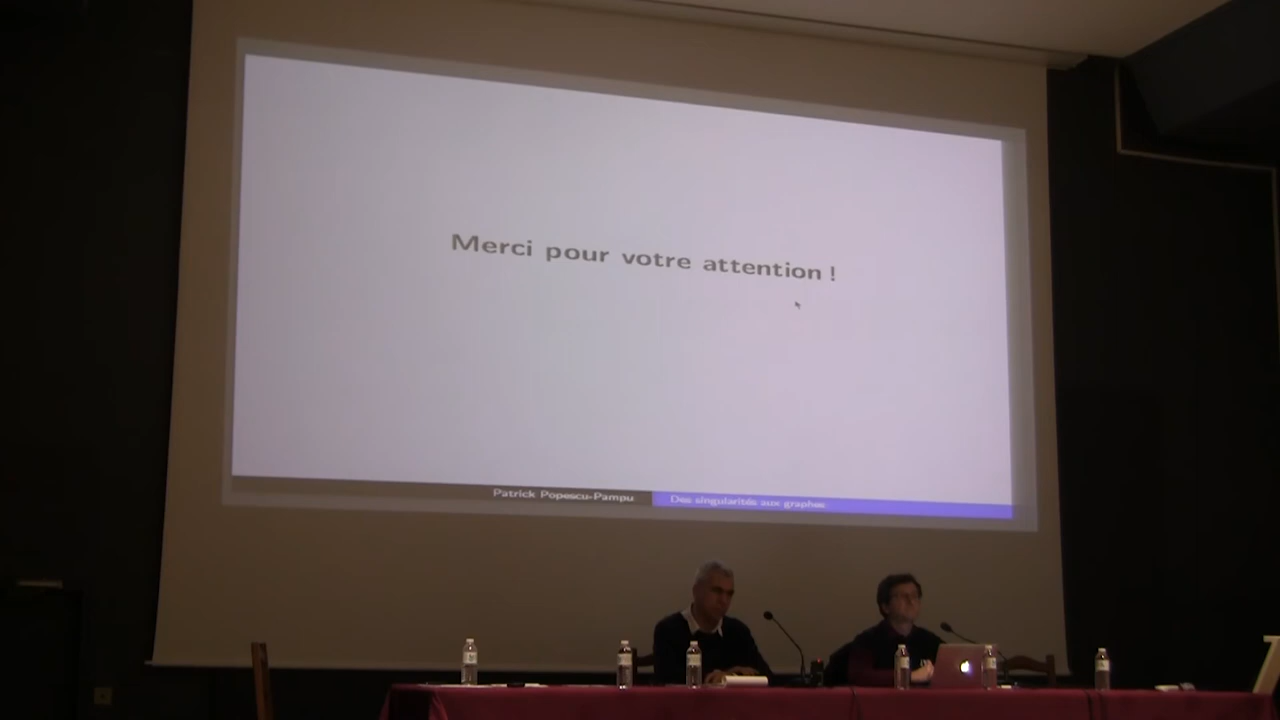 Merci pour votre attention !
Patrick Popescu-Pampu
Des singularités aux graphes